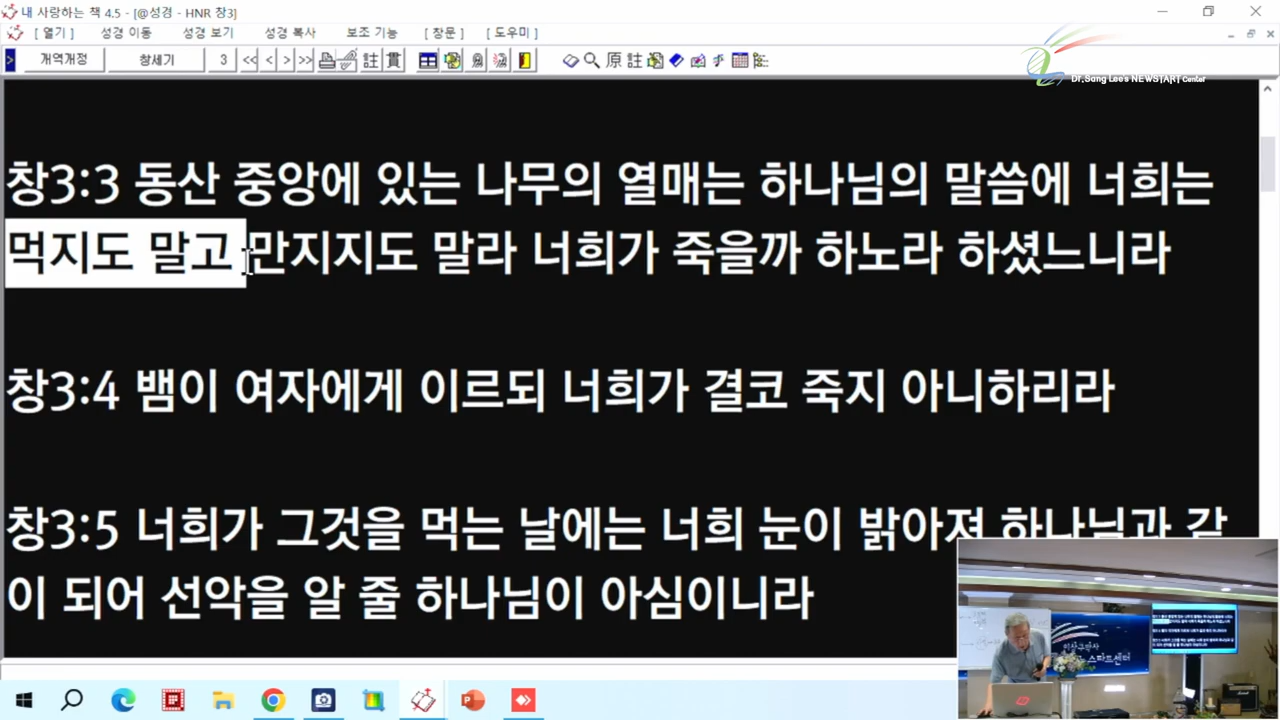 내 사랑하는 책 4.5 - [@성경 - HNR 창3]
[ 열기 ] 성경 이동 성경 보기 성경 복사 보조 기능 [ 창문 ] [ 도우미 ]
개역개정 창세기 3 << < > >> 註 貫 原 註
Dr.Sang Lee's NEWSTART Center
창3:3 동산 중앙에 있는 나무의 열매는 하나님의 말씀에 너희는
먹지도 말고 만지지도 말라 너희가 죽을까 하노라 하셨느니라
창3:4 뱀이 여자에게 이르되 너희가 결코 죽지 아니하리라
창3:5 너희가 그것을 먹는 날에는 너희 눈이 밝아져 하나님과 같
이 되어 선악을 알 줄 하나님이 아심이니라